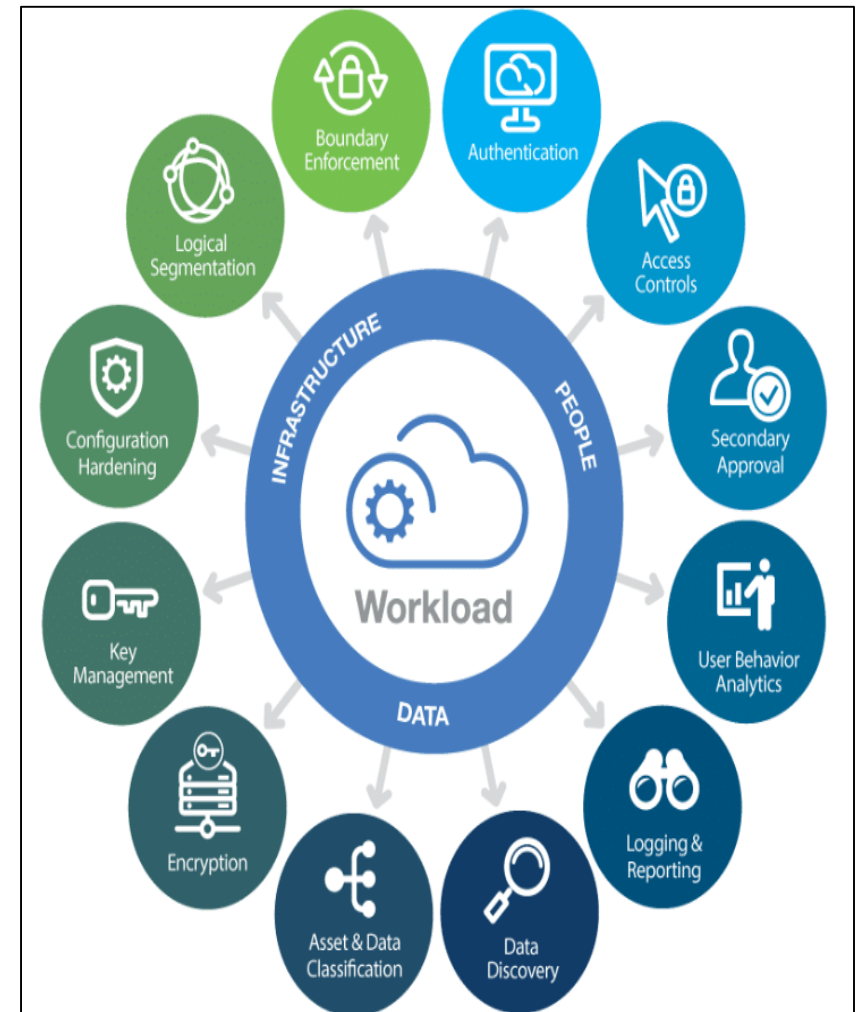 Boundary
Enforcement
Authentication
Logical
Segmentation
Access
Controls
INFRASTRUCTURE
PEOPLE
Configuration
Hardening
Secondary
Approval
Workload
Key
Management
User Behavior
Analytics
DATA
Encryption
Logging &
Reporting
Asset & Data
Classification
Data
Discovery